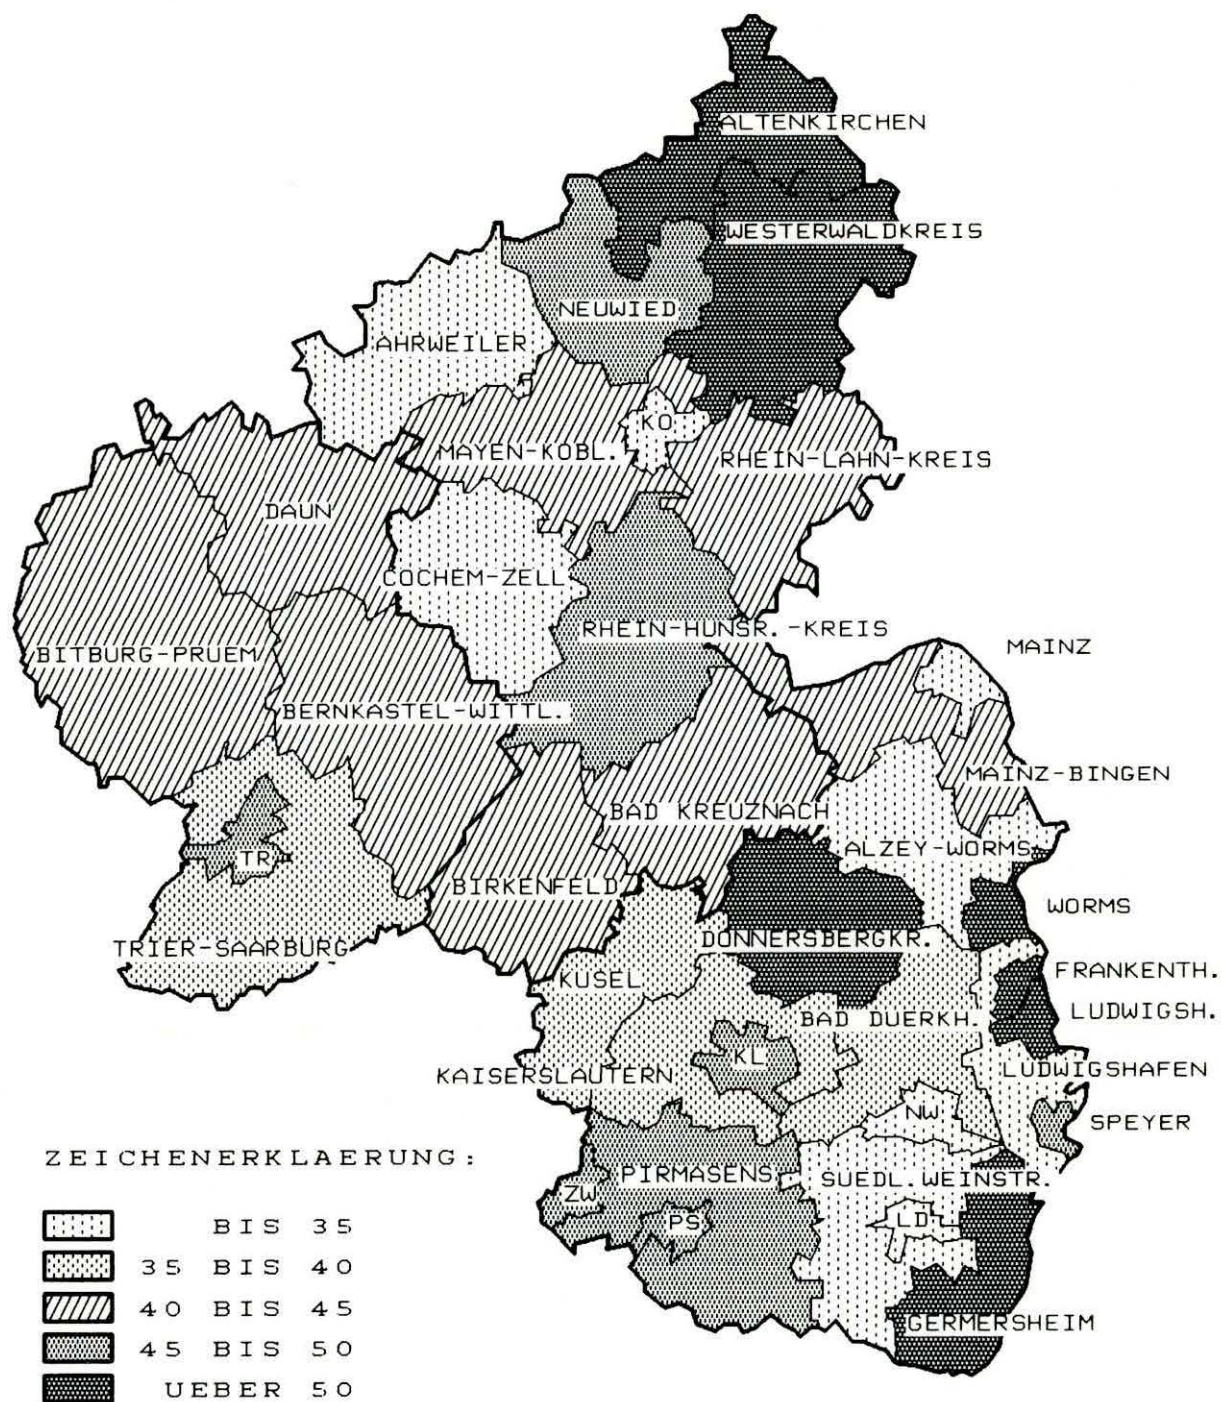 ALTENKIRCHEN
WESTERWALDKREIS
NEUWIED
AHRWEILER
KO
MAYEN-KOBL.
RHEIN-LAHN-KREIS
DAUN
COCHEM-ZELL
RHEIN-HUNSR.-KREIS
MAINZ
BITBURG-PRUEM
BERNKASTEL-WITTL.
MAINZ-BINGEN
BAD KREUZNACH
ALZEY-WORMS
TR
BIRKENFELD
WORMS
TRIER-SAARBURG
DONNERSBERGKR.
KUSEL
FRANKENTH.
BAD DUERKH.
LUDWIGSH.
KL
KAISERSLAUTERN
LUDWIGSHAFEN
NW
SPEYER
PIRMASENS
SUEDL.WEINSTR.
ZW
PS
LD
GERMERSHEIM
ZEICHENERKLAERUNG:
BIS 35
35 BIS 40
40 BIS 45
45 BIS 50
UEBER 50